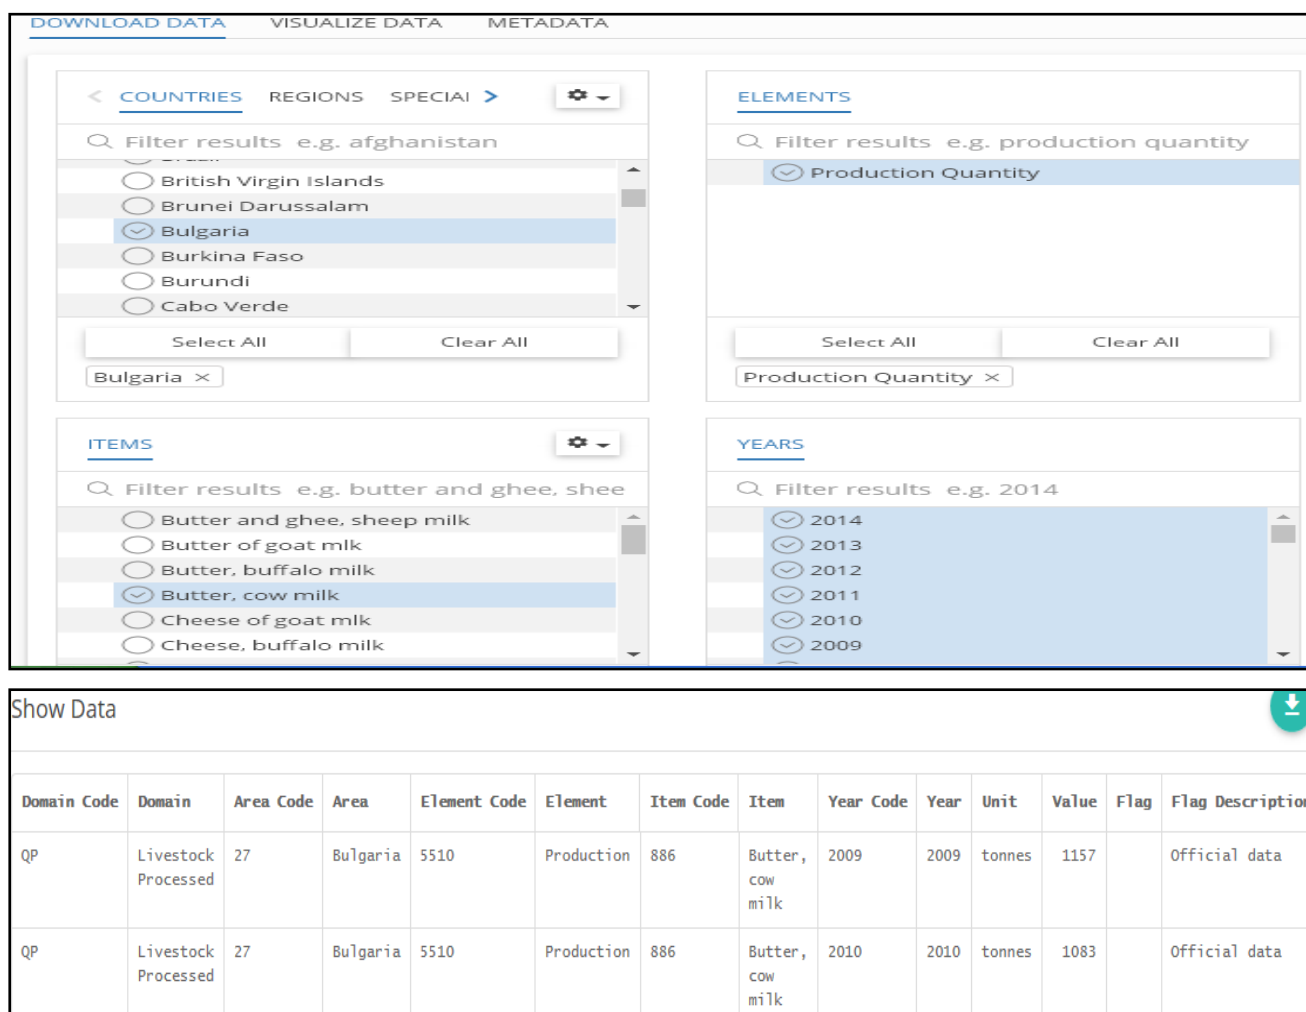 DOWNLOAD DATA VISUALIZE DATA METADATA
COUNTRIES REGIONS SPECIAL
Filter results e.g. afghanistan
British Virgin Islands
Brunei Darussalam
Bulgaria
Burkina Faso
Burundi
Cabo Verde
Select All Clear All
Bulgaria ×
ELEMENTS
Filter results e.g. production quantity
Production Quantity
Select All Clear All
Production Quantity ×
ITEMS
Filter results e.g. butter and ghee, shee
Butter and ghee, sheep milk
Butter of goat mlk
Butter, buffalo milk
Butter, cow milk
Cheese of goat mlk
Cheese, buffalo milk
YEARS
Filter results e.g. 2014
2014
2013
2012
2011
2010
2009
Show Data
Domain Code Domain Area Code Area Element Code Element Item Code Item Year Code Year Unit Value Flag Flag Description
QP Livestock 27 Bulgaria 5510 Production 886 Butter, 2009 2009 tonnes 1157 Official data
Processed cow
milk
QP Livestock 27 Bulgaria 5510 Production 886 Butter, 2010 2010 tonnes 1083 Official data
Processed cow
milk